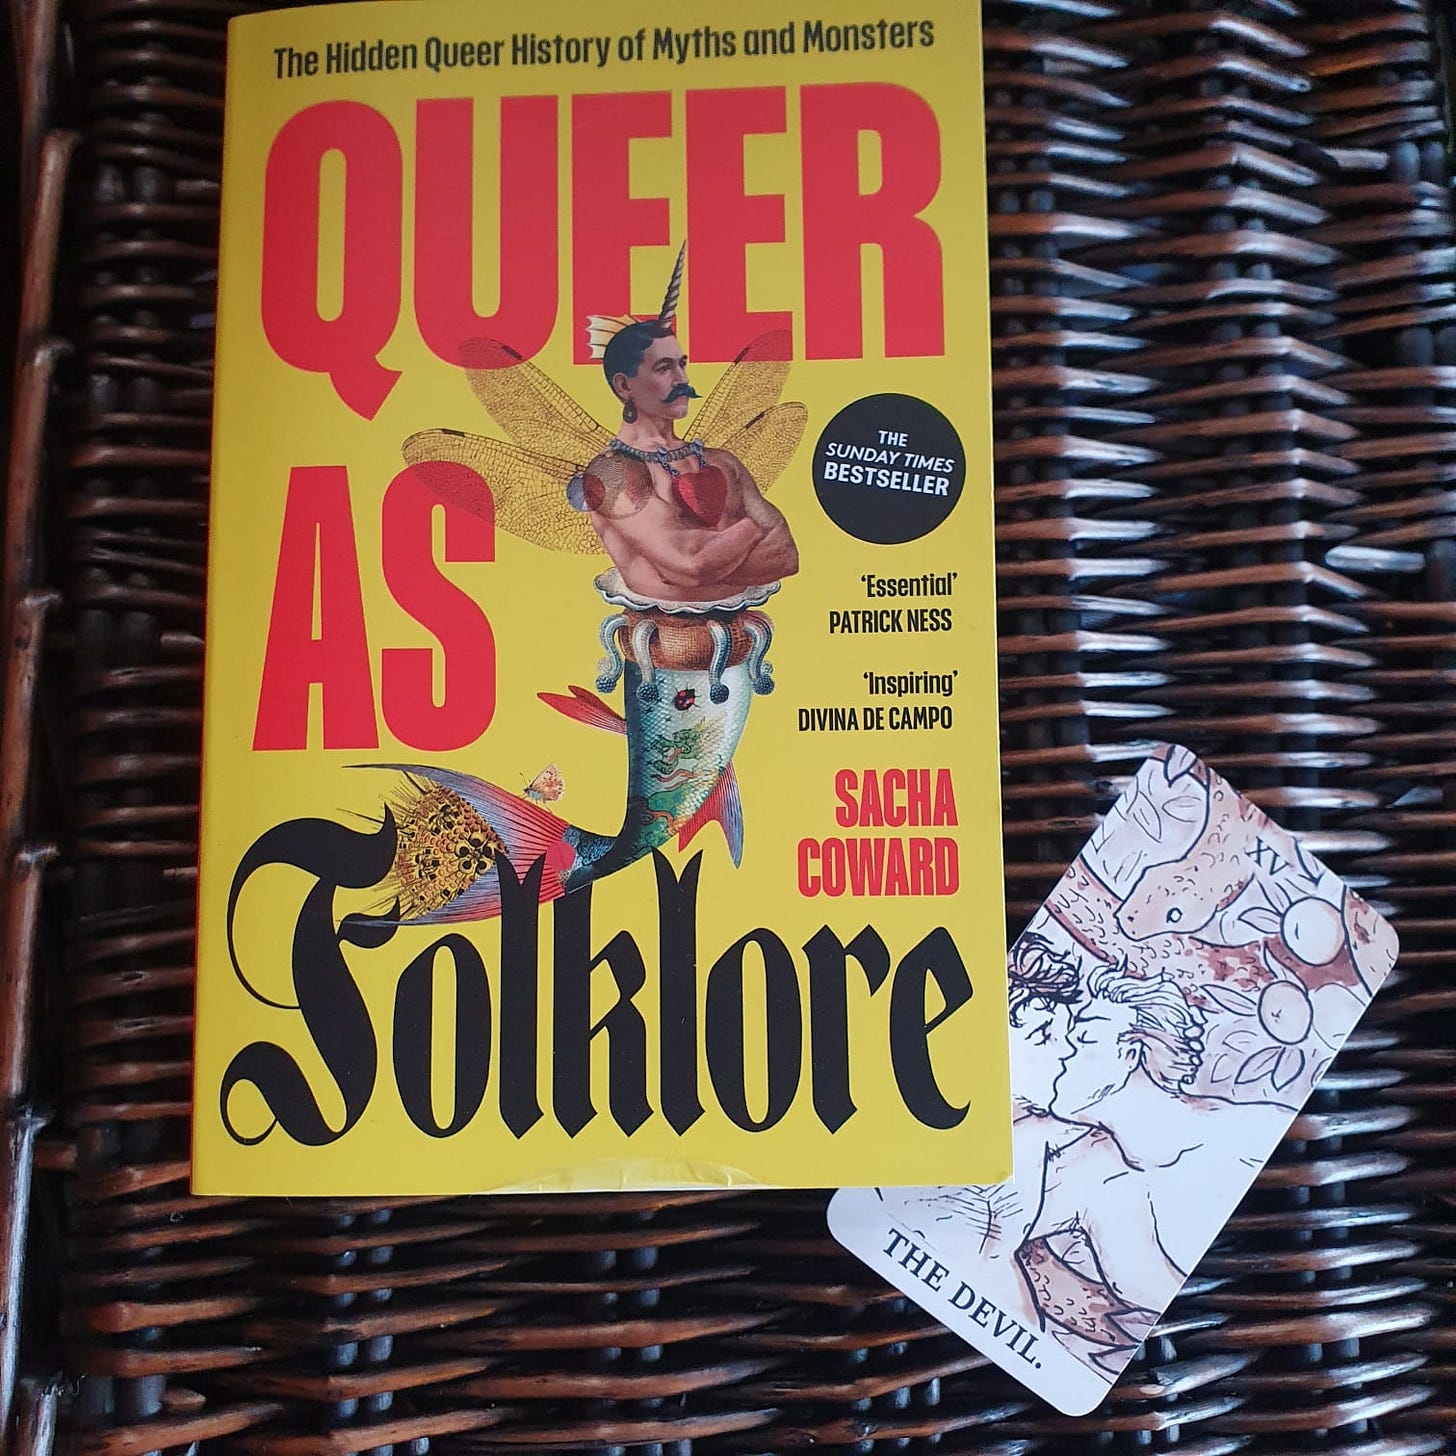 The Hidden Queer History of Myths and Monsters
QUEER
AS
Folklore
THE
SUNDAY TIMES
BESTSELLER
‘Essential’
PATRICK NESS
‘Inspiring’
DIVINA DE CAMPO
SACHA
COWARD
XV
THE DEVIL.